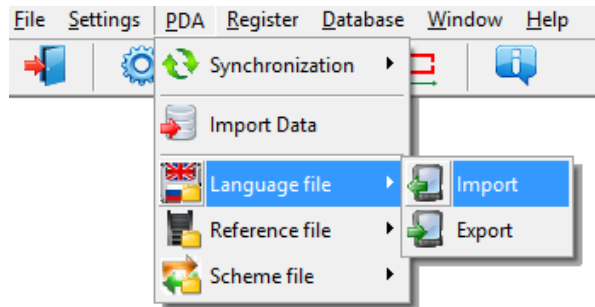 File Settings PDA Register Database Window Help
Synchronization
Import Data
Language file Import
Reference file Export
Scheme file